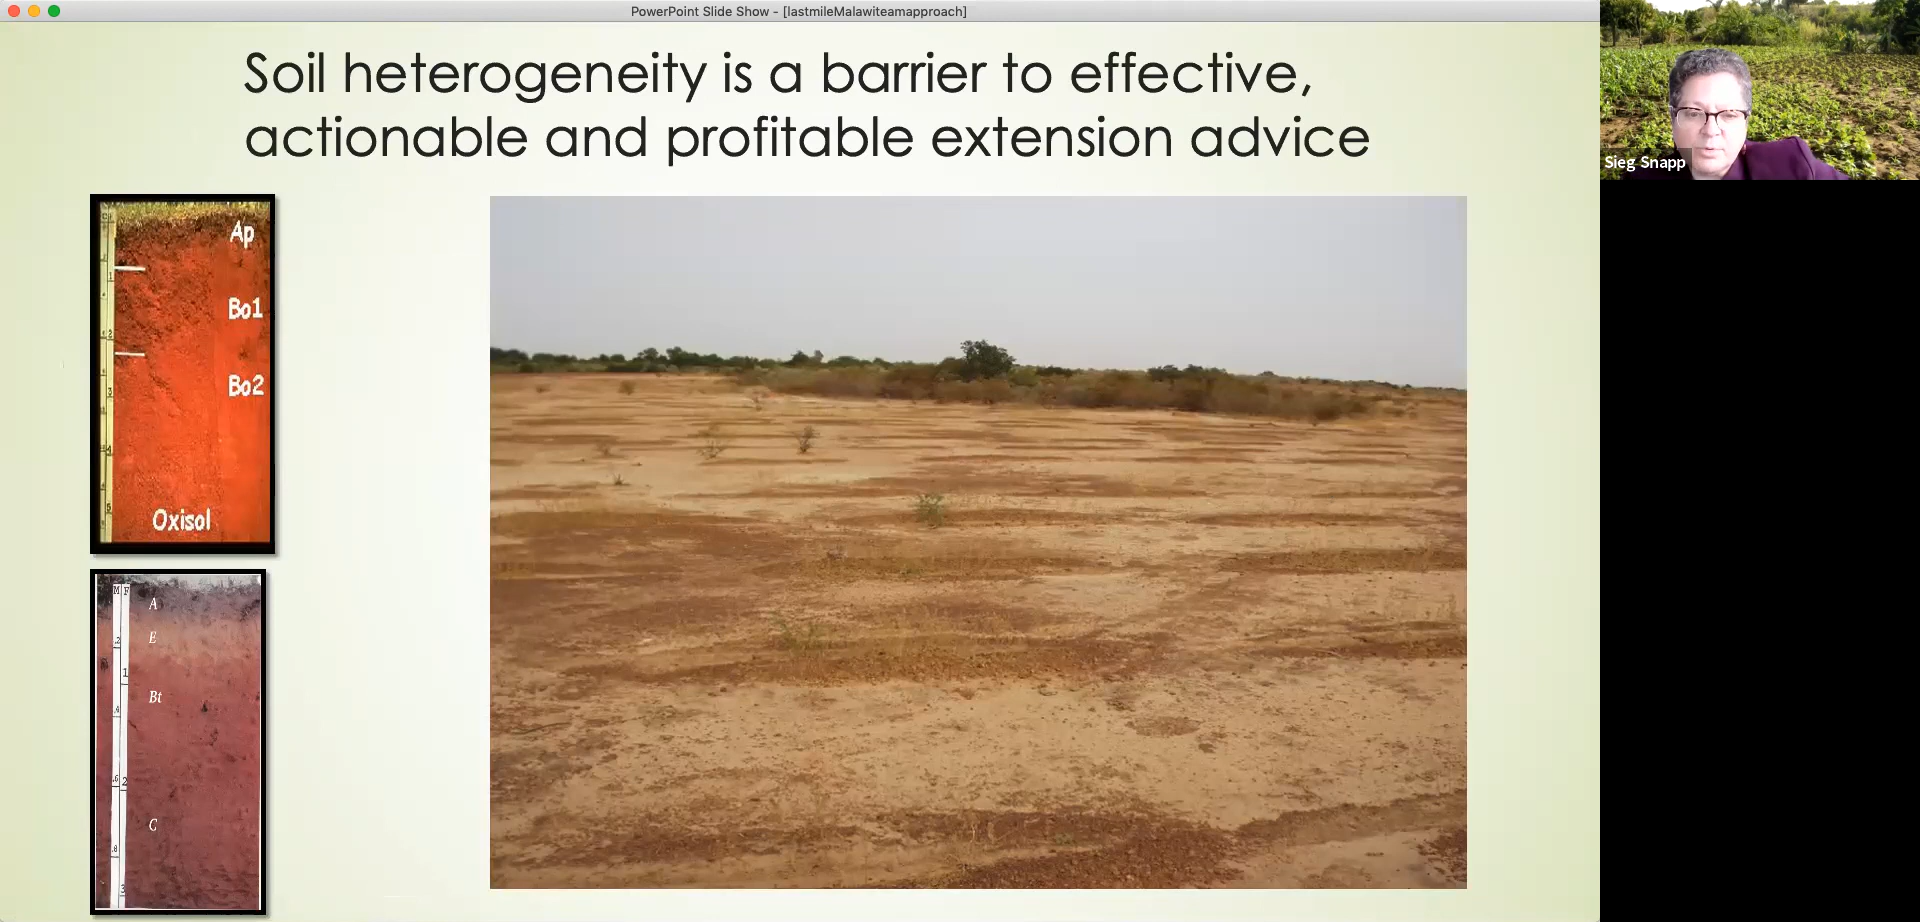 PowerPoint Slide Show - [lastmileMalawiteamapproach]
Soil heterogeneity is a barrier to effective,
actionable and profitable extension advice
Sieg Snapp
Ap
Bo1
Bo2
Oxisol
M F
A
E
Bt
C